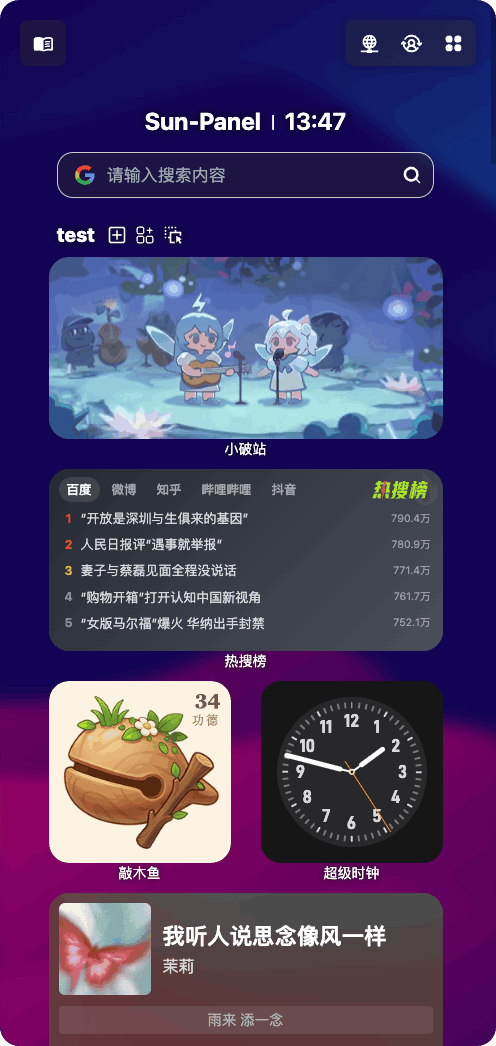 Sun-Panel | 13:47
请输入搜索内容
test
小破站
百度 微博 知乎 哔哩哔哩 抖音 热搜榜
1 “开放是深圳与生俱来的基因” 790.4万
2 人民日报评“遇事就举报” 780.9万
3 妻子与蔡磊见面全程没说话 771.4万
4 “购物开箱”打开认知中国新视角 761.7万
5 “女版马尔福”爆火 华纳出手封禁 752.1万
热搜榜
34
功德
12
11 1
10 2
9 3
8 4
7 5
6
敲木鱼 超级时钟
我听人说思念像风一样
茉莉
雨来 添一念